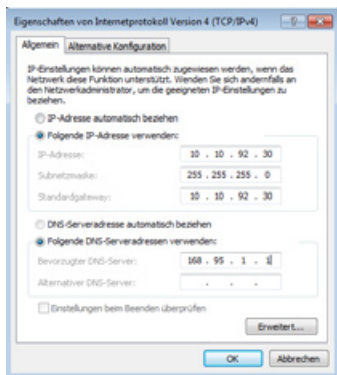 Eigenschaften von Internetprotokoll Version 4 (TCP/IPv4)
Allgemein Alternative Konfiguration
IP-Einstellungen können automatisch zugewiesen werden, wenn das
Netzwerk diese Funktion unterstützt. Wenden Sie sich andernfalls an
den Netzwerkadministrator, um die geeigneten IP-Einstellungen zu
beziehen.
IP-Adresse automatisch beziehen
Folgende IP-Adresse verwenden:
IP-Adresse: 10 . 10 . 92 . 30
Subnetzmaske: 255 . 255 . 255 . 0
Standardgateway: 10 . 10 . 92 . 30
DNS-Serveradresse automatisch beziehen
Folgende DNS-Serveradressen verwenden:
Bevorzugter DNS-Server: 168 . 95 . 1 . 1
Alternativer DNS-Server: . . .
Einstellungen beim Beenden überprüfen
Erweitert...
OK Abbrechen